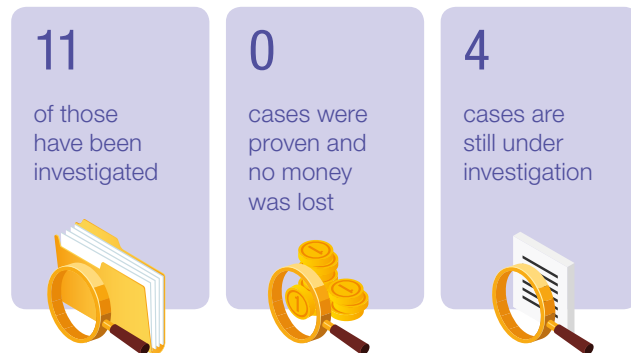 11
of those
have been
investigated
0
cases were
proven and
no money
was lost
4
cases are
still under
investigation